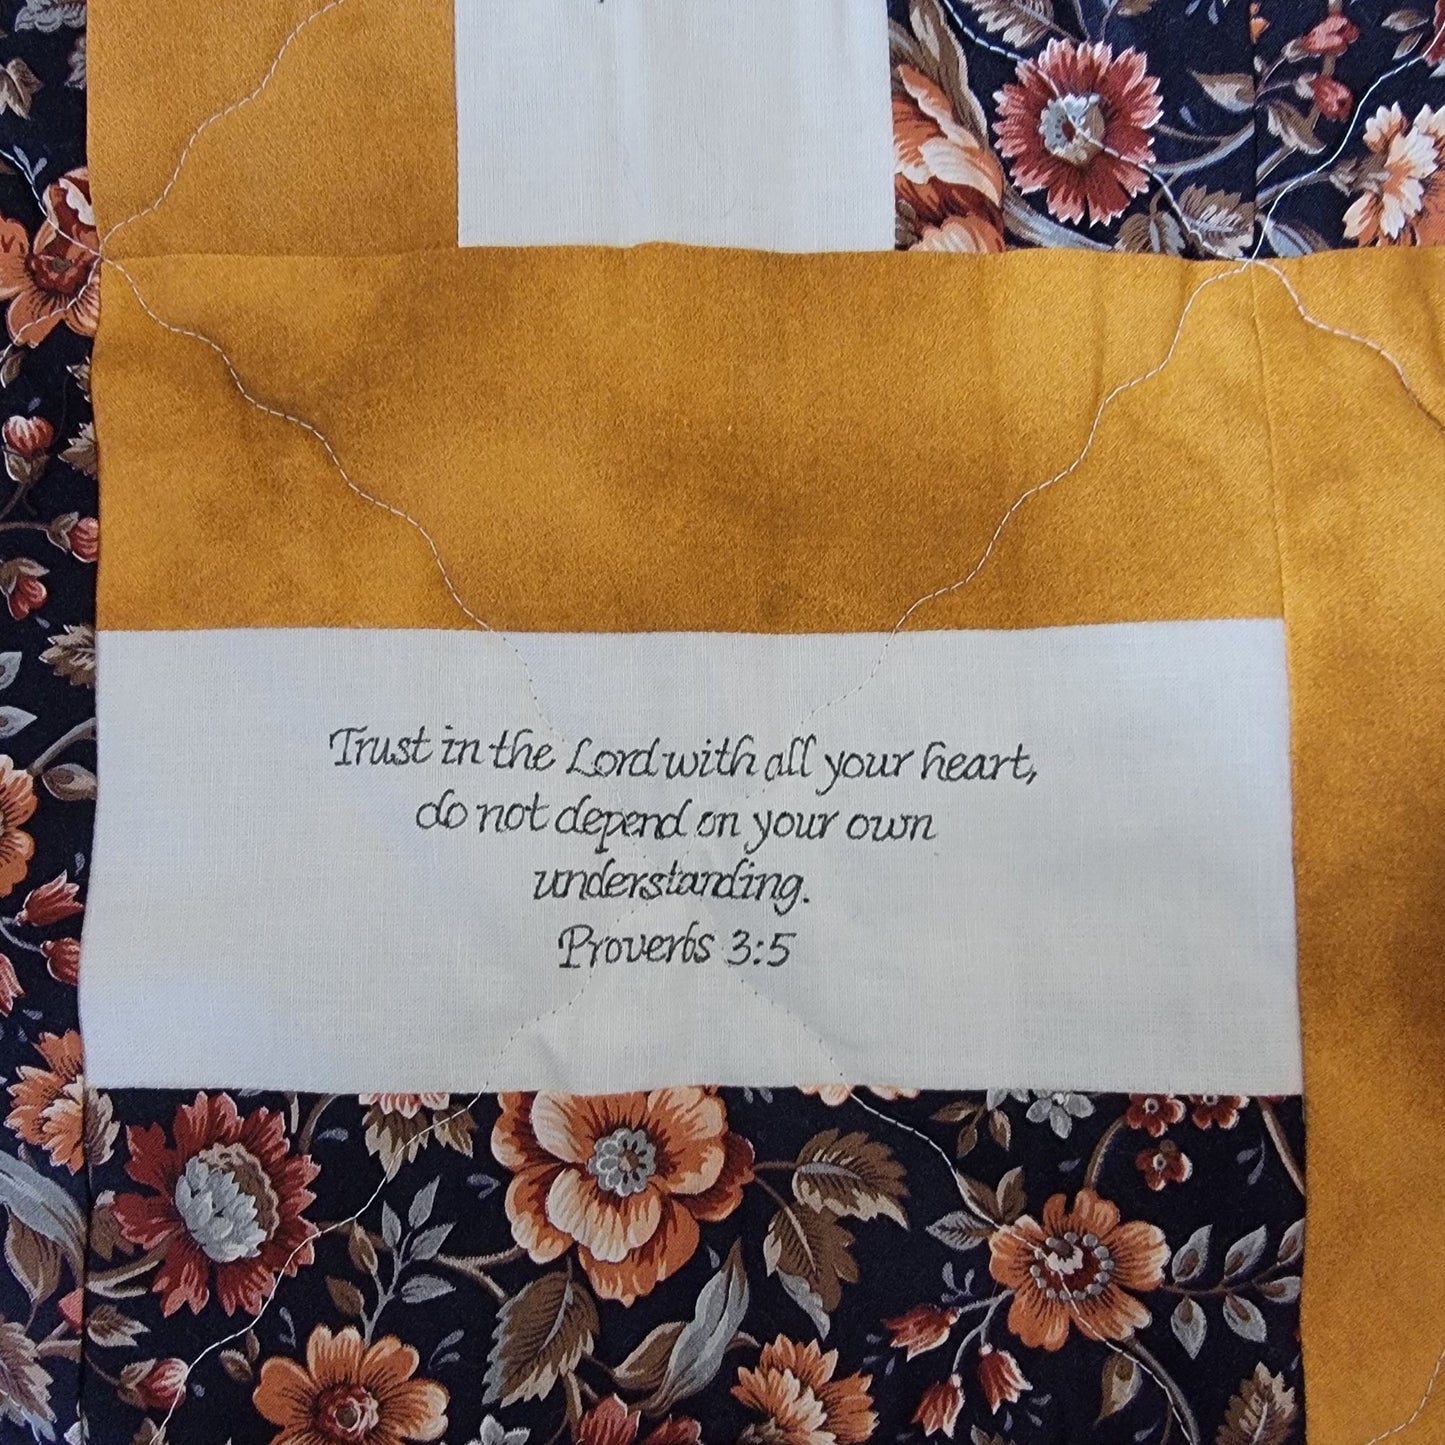 Trust in the Lord with all your heart,
do not depend on your own
understanding.
Proverbs 3:5